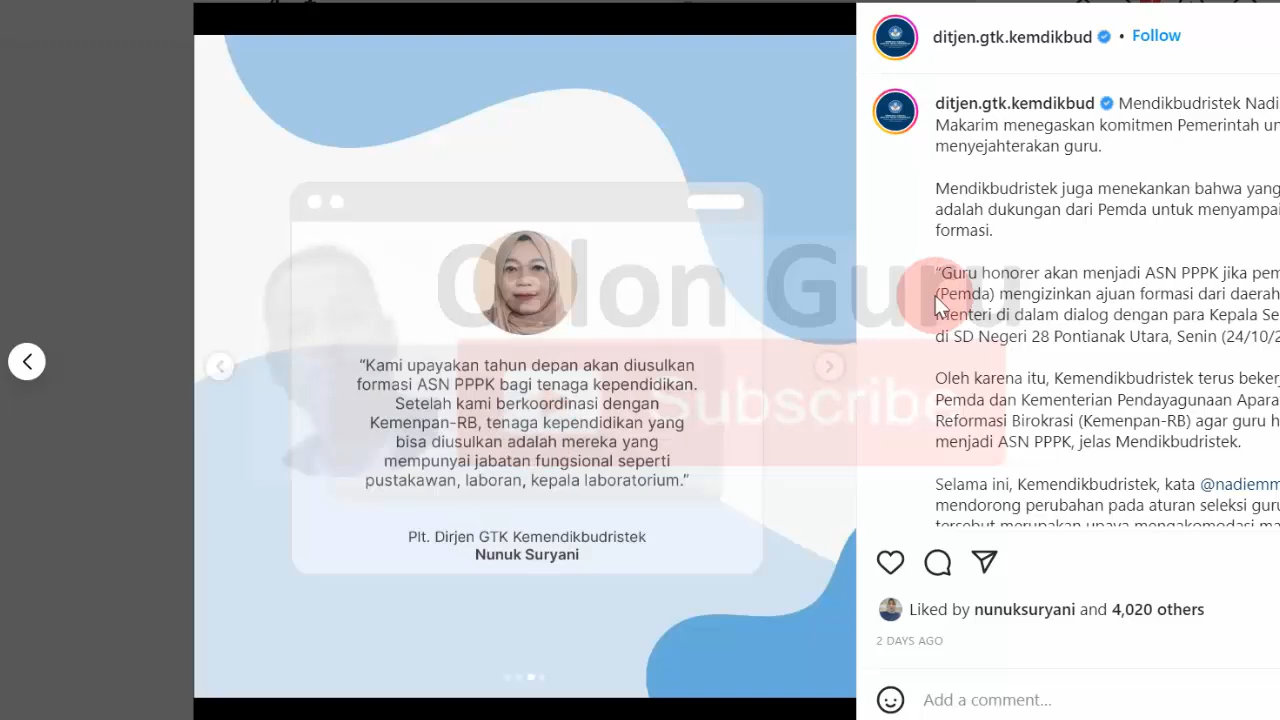 "Kami upayakan tahun depan akan diusulkan
formasi ASN PPPK bagi tenaga kependidikan.
Setelah kami berkoordinasi dengan
Kemenpan-RB, tenaga kependidikan yang
bisa diusulkan adalah mereka yang
mempunyai jabatan fungsional seperti
pustakawan, laboran, kepala laboratorium."
Plt. Dirjen GTK Kemendikbudristek
Nunuk Suryani
Guru
Subscribe
ditjen.gtk.kemdikbud • Follow
ditjen.gtk.kemdikbud Mendikbudristek Nadi
Makarim menegaskan komitmen Pemerintah un
menyejahterakan guru.
Mendikbudristek juga menekankan bahwa yang
adalah dukungan dari Pemda untuk menyampai
formasi.
"Guru honorer akan menjadi ASN PPPK jika pem
(Pemda) mengizinkan ajuan formasi dari daerah
Menteri di dalam dialog dengan para Kepala Se
di SD Negeri 28 Pontianak Utara, Senin (24/10/2
Oleh karena itu, Kemendikbudristek terus bekerj
Pemda dan Kementerian Pendayagunaan Apara
Reformasi Birokrasi (Kemenpan-RB) agar guru h
menjadi ASN PPPK, jelas Mendikbudristek.
Selama ini, Kemendikbudristek, kata @nadiemm
mendorong perubahan pada aturan seleksi guru
tersebut merupakan upaya mengakomodasi ma
Liked by nunuksuryani and 4,020 others
2 DAYS AGO
Add a comment...